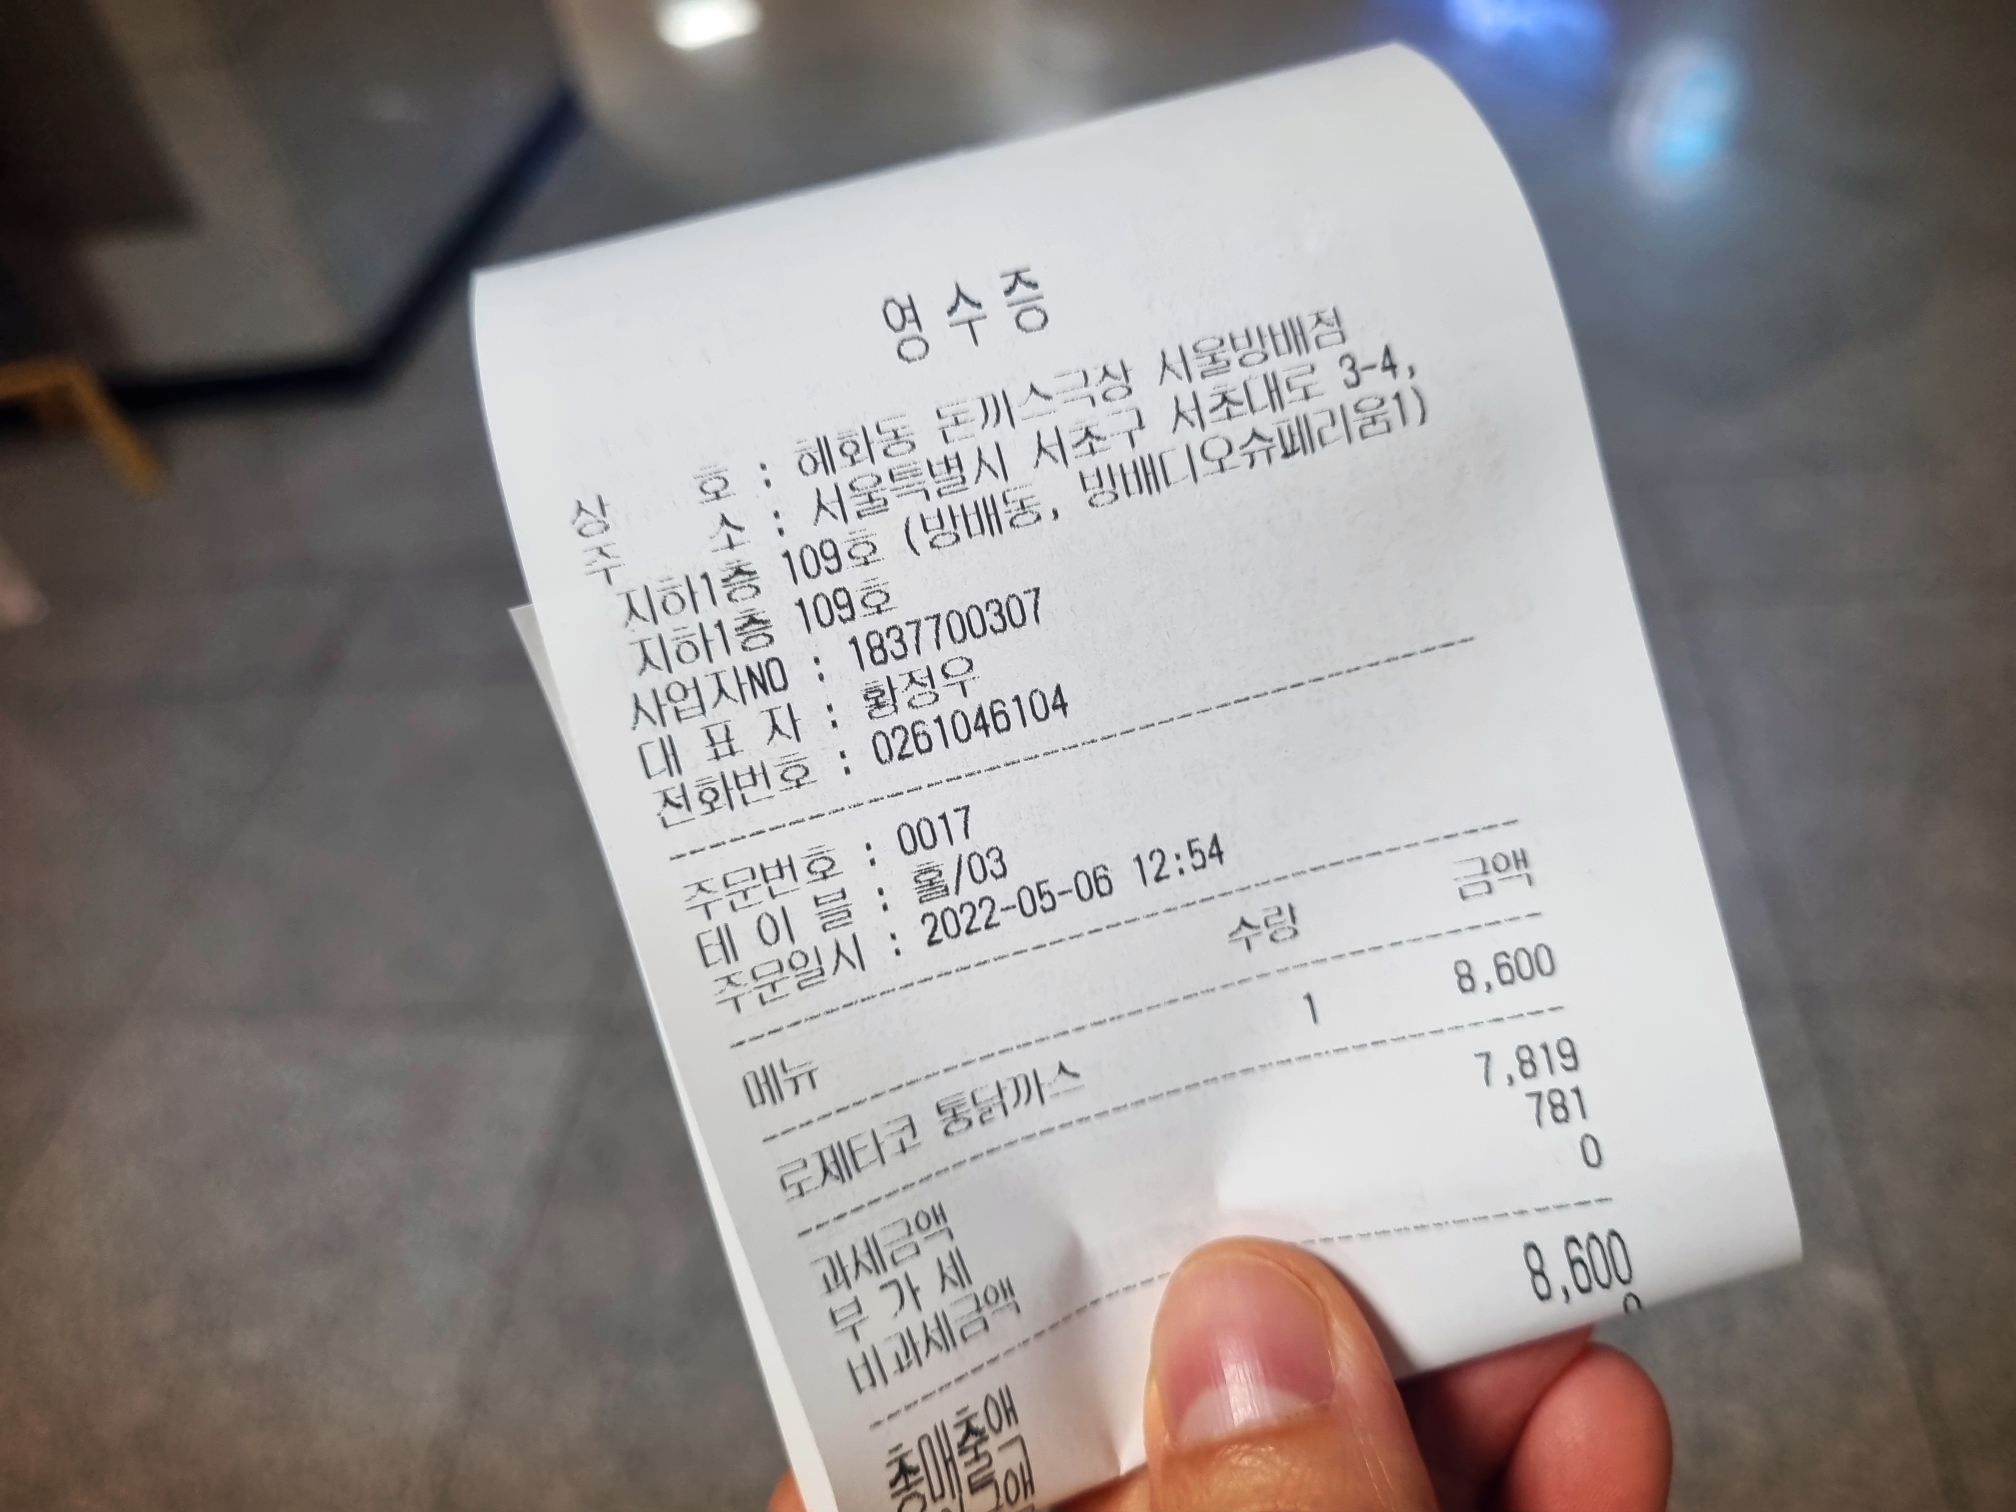 영 수 증
상 호 : 혜화동 돈끼스극상 서울방배점
주 소 : 서울특별시 서초구 서초대로 3-4,
지하1층 109호 (방배동, 방배디오슈페리움1)
지하1층 109호
사업자NO : 1837700307
대 표 자 : 황정우
전화번호 : 0261046104
주문번호 : 0017
테 이 블 : 홀/03
주문일시 : 2022-05-06 12:54
메뉴 수량 금액
로제타코 통닭까스 1 8,600
과세금액 7,819
부 가 세 781
비과세금액 0
총매출액 8,600